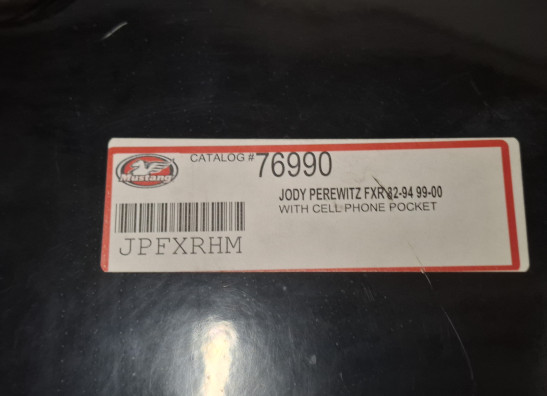 Mustang
CATALOG # 76990
JODY PEREWITZ FXR 82-94 99-00
WITH CELL PHONE POCKET
JPFXRHM